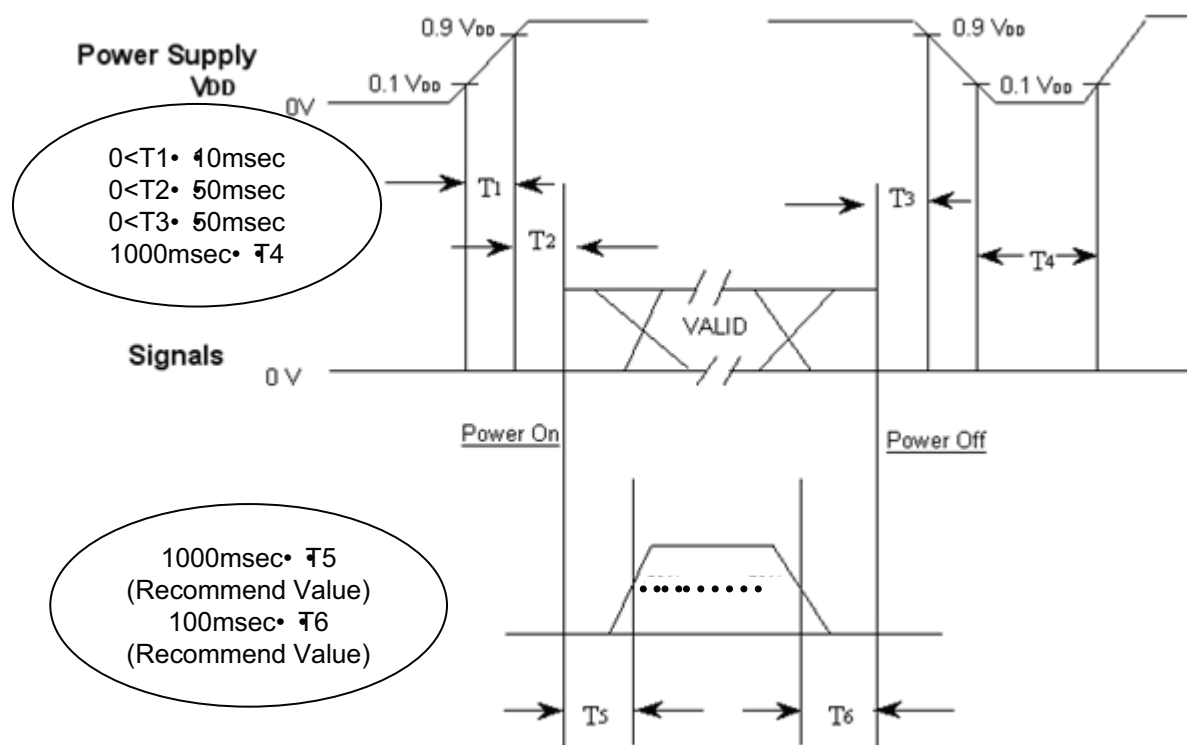 0.9 VDD
Power Supply
VDD
0.1 VDD
0V
0.9 VDD
0.1 VDD
0<T1• •10msec
0<T2• •50msec
0<T3• •50msec
1000msec• •T4
T1
T2
T3
T4
VALID
Signals
0 V
Power On
Power Off
1000msec• •T5
(Recommend Value)
100msec• •T6
(Recommend Value)
T5
T6